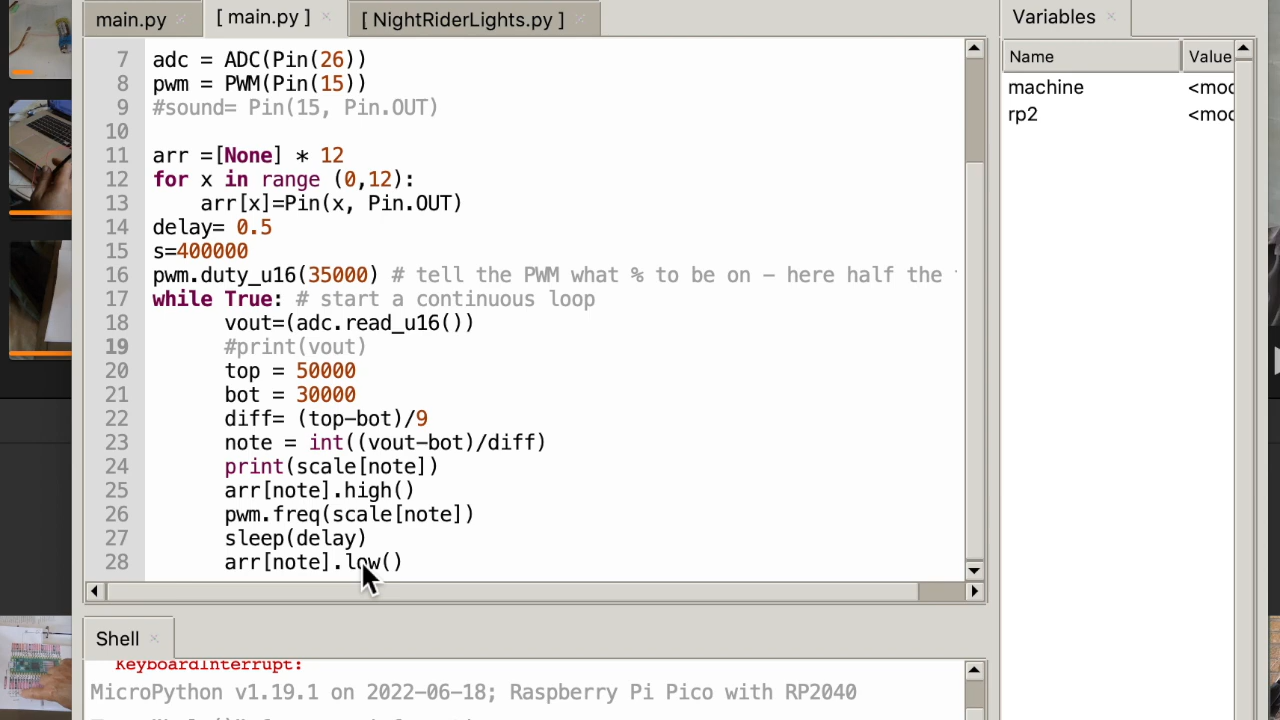 main.py
[ main.py ]
[ NightRiderLights.py ]
Variables
Name Value
machine <mod
rp2 <mod
7 adc = ADC(Pin(26))
8 pwm = PWM(Pin(15))
9 #sound= Pin(15, Pin.OUT)
10
11 arr =[None] * 12
12 for x in range (0,12):
13 arr[x]=Pin(x, Pin.OUT)
14 delay= 0.5
15 s=400000
16 pwm.duty_u16(35000) # tell the PWM what % to be on – here half the
17 while True: # start a continuous loop
18 vout=(adc.read_u16())
19 #print(vout)
20 top = 50000
21 bot = 30000
22 diff= (top-bot)/9
23 note = int((vout-bot)/diff)
24 print(scale[note])
25 arr[note].high()
26 pwm.freq(scale[note])
27 sleep(delay)
28 arr[note].low()
Shell
KeyboardInterrupt:
MicroPython v1.19.1 on 2022-06-18; Raspberry Pi Pico with RP2040